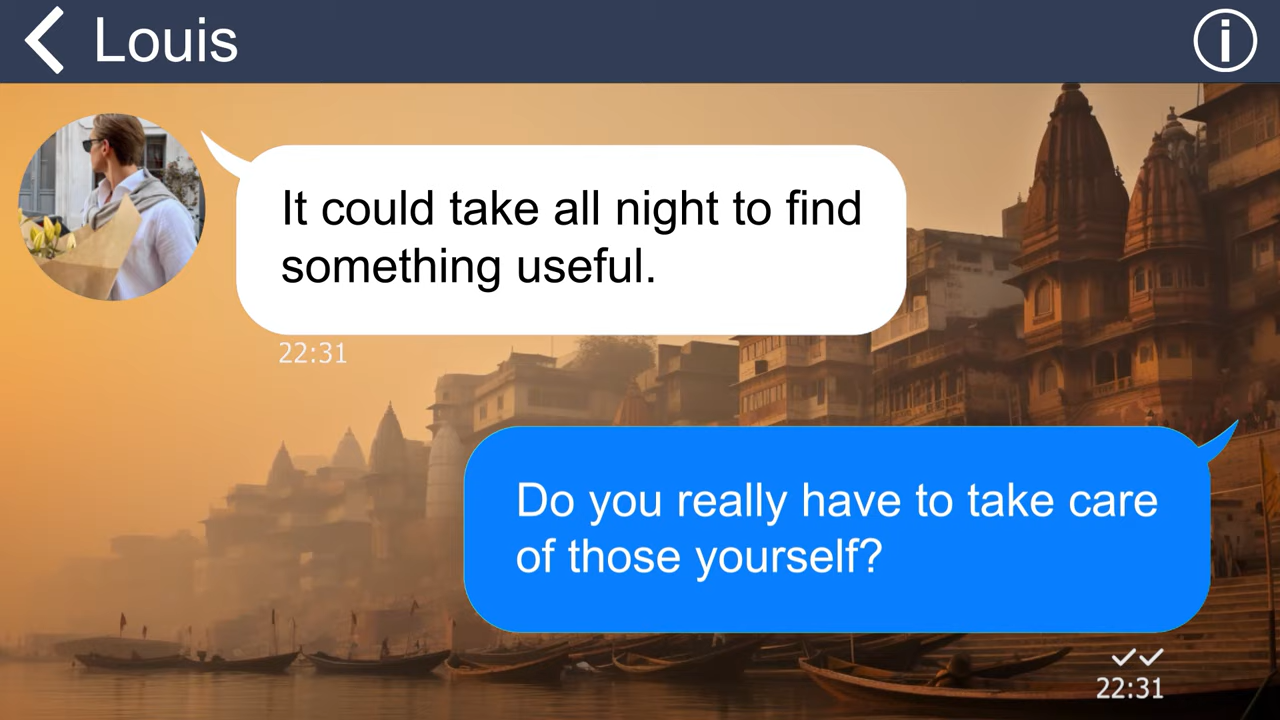 Louis
It could take all night to find
something useful.
22:31
Do you really have to take care
of those yourself?
22:31